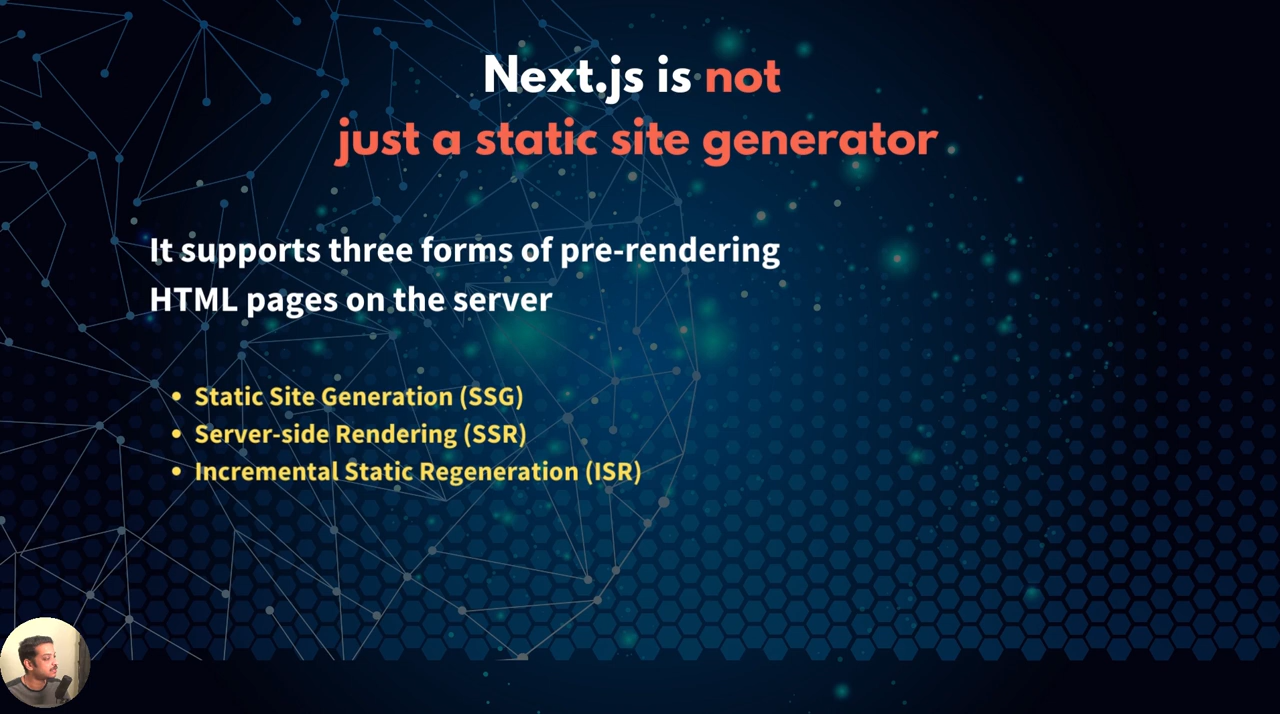 Next.js is not
just a static site generator
It supports three forms of pre-rendering
HTML pages on the server
• Static Site Generation (SSG)
• Server-side Rendering (SSR)
• Incremental Static Regeneration (ISR)